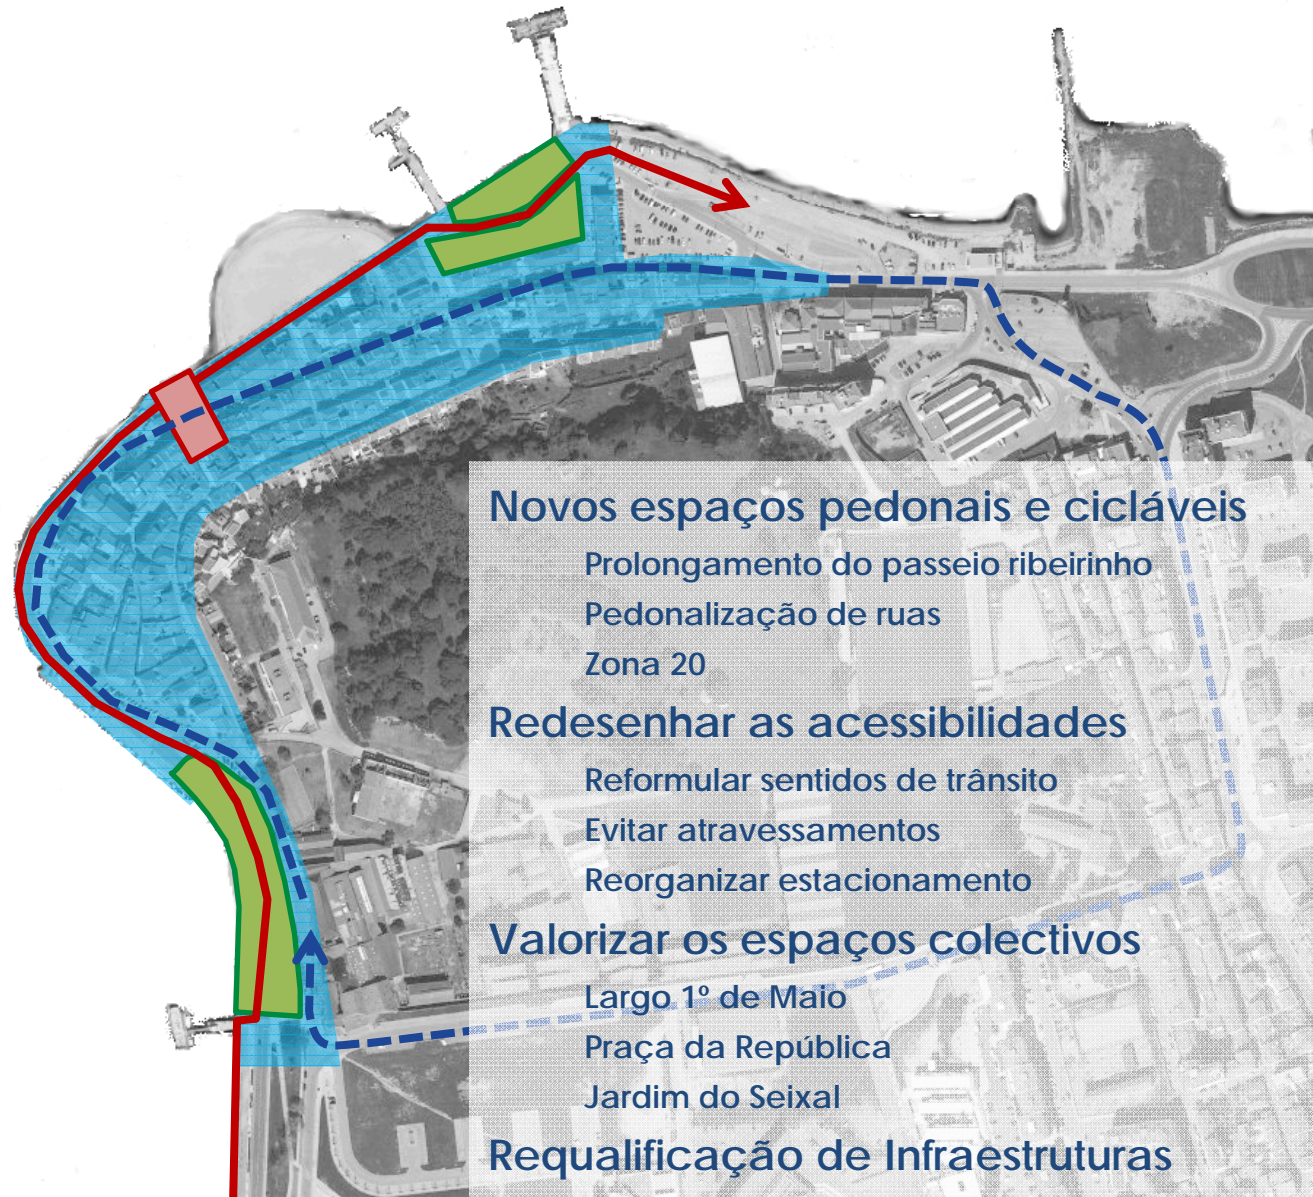 Novos espaços pedonais e cicláveis
Prolongamento do passeio ribeirinho
Pedonalização de ruas
Zona 20
Redesenhar as acessibilidades
Reformular sentidos de trânsito
Evitar atravessamentos
Reorganizar estacionamento
Valorizar os espaços colectivos
Largo 1º de Maio
Praça da República
Jardim do Seixal
Requalificação de Infraestruturas